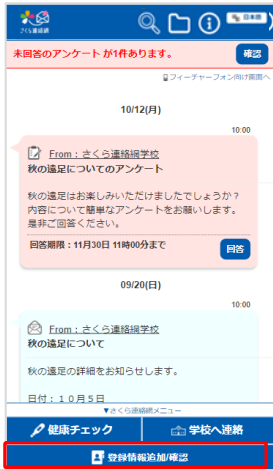 さくら連絡網
日本語
未回答のアンケート が1件あります。
確認
フィーチャーフォン向け画面へ
10/12(月)
10:00
From：さくら連絡網学校
秋の遠足についてのアンケート
秋の遠足はお楽しみいただけましたでしょうか？
内容について簡単なアンケートをお願いします。
是非ご回答ください。
回答期限：11月30日 11時00分まで
回答
09/20(日)
10:00
From：さくら連絡網学校
秋の遠足について
秋の遠足の詳細をお知らせします。
日付：１０月５日
▼さくら連絡網メニュー
健康チェック
学校へ連絡
登録情報追加/確認